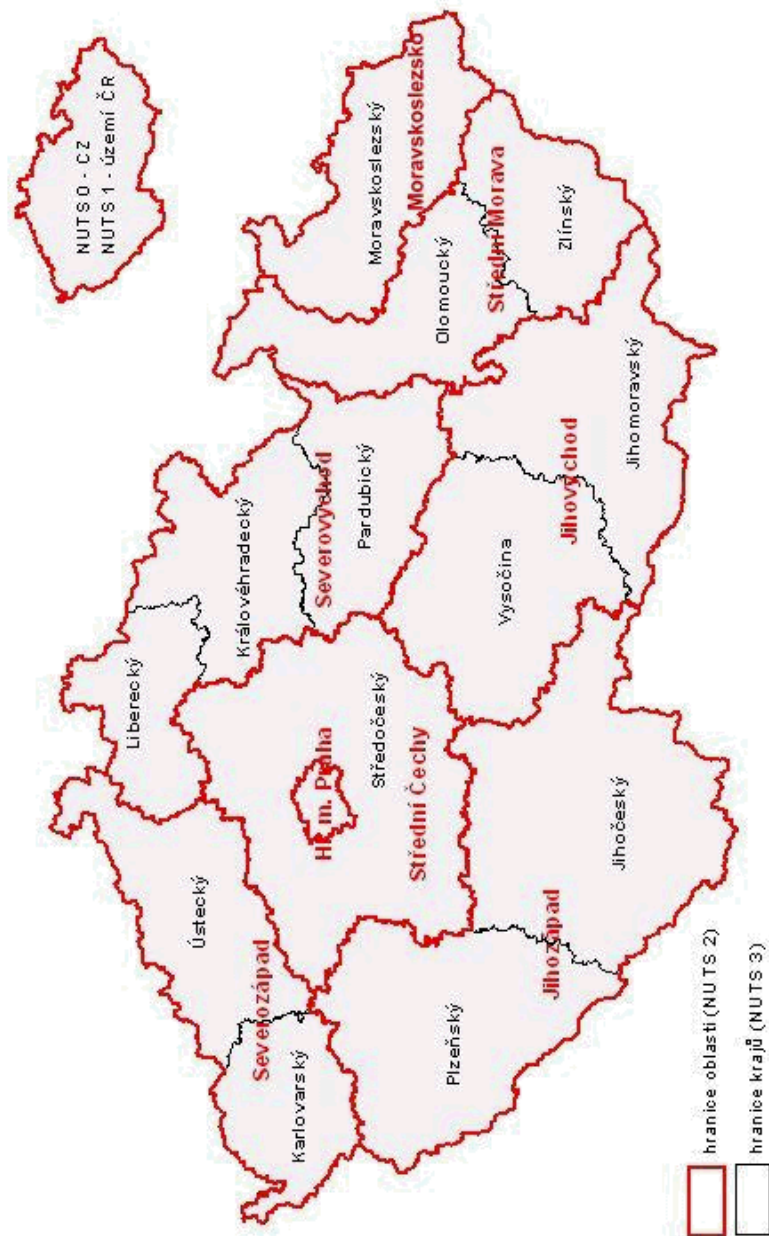 NUTS 0 - CZ
NUTS 1 - území ČR
Liberecký
Ústecký
Severozápad
Karlovarský
Královéhradecký
Severovýchod
Pardubický
Hl. m. Praha
Středočeský
Střední Čechy
Moravskoslezský
Moravskoslezsko
Olomoucký
Střední Morava
Zlínský
Plzeňský
Jihozápad
Jihočeský
Vysočina
Jihovýchod
Jihomoravský
hranice oblastí (NUTS 2)
hranice krajů (NUTS 3)